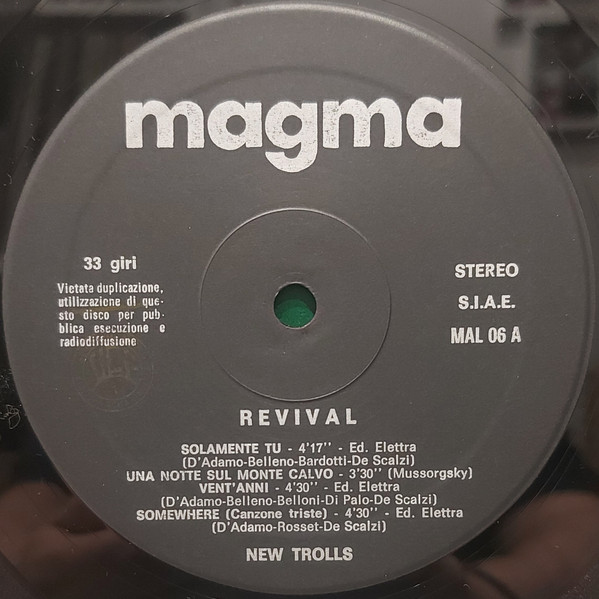 magma
33 giri
Vietata duplicazione,
utilizzazione di que-
sto disco per pub-
blica esecuzione e
radiodiffusione
STEREO
S.I.A.E.
MAL 06 A
REVIVAL
SOLAMENTE TU - 4'17'' - Ed. Elettra
(D'Adamo-Belleno-Bardotti-De Scalzi)
UNA NOTTE SUL MONTE CALVO - 3'30'' (Mussorgsky)
VENT'ANNI - 4'30'' - Ed. Elettra
(D'Adamo-Belleno-Belloni-Di Palo-De Scalzi)
SOMEWHERE (Canzone triste) - 4'30'' - Ed. Elettra
(D'Adamo-Rosset-De Scalzi)
NEW TROLLS